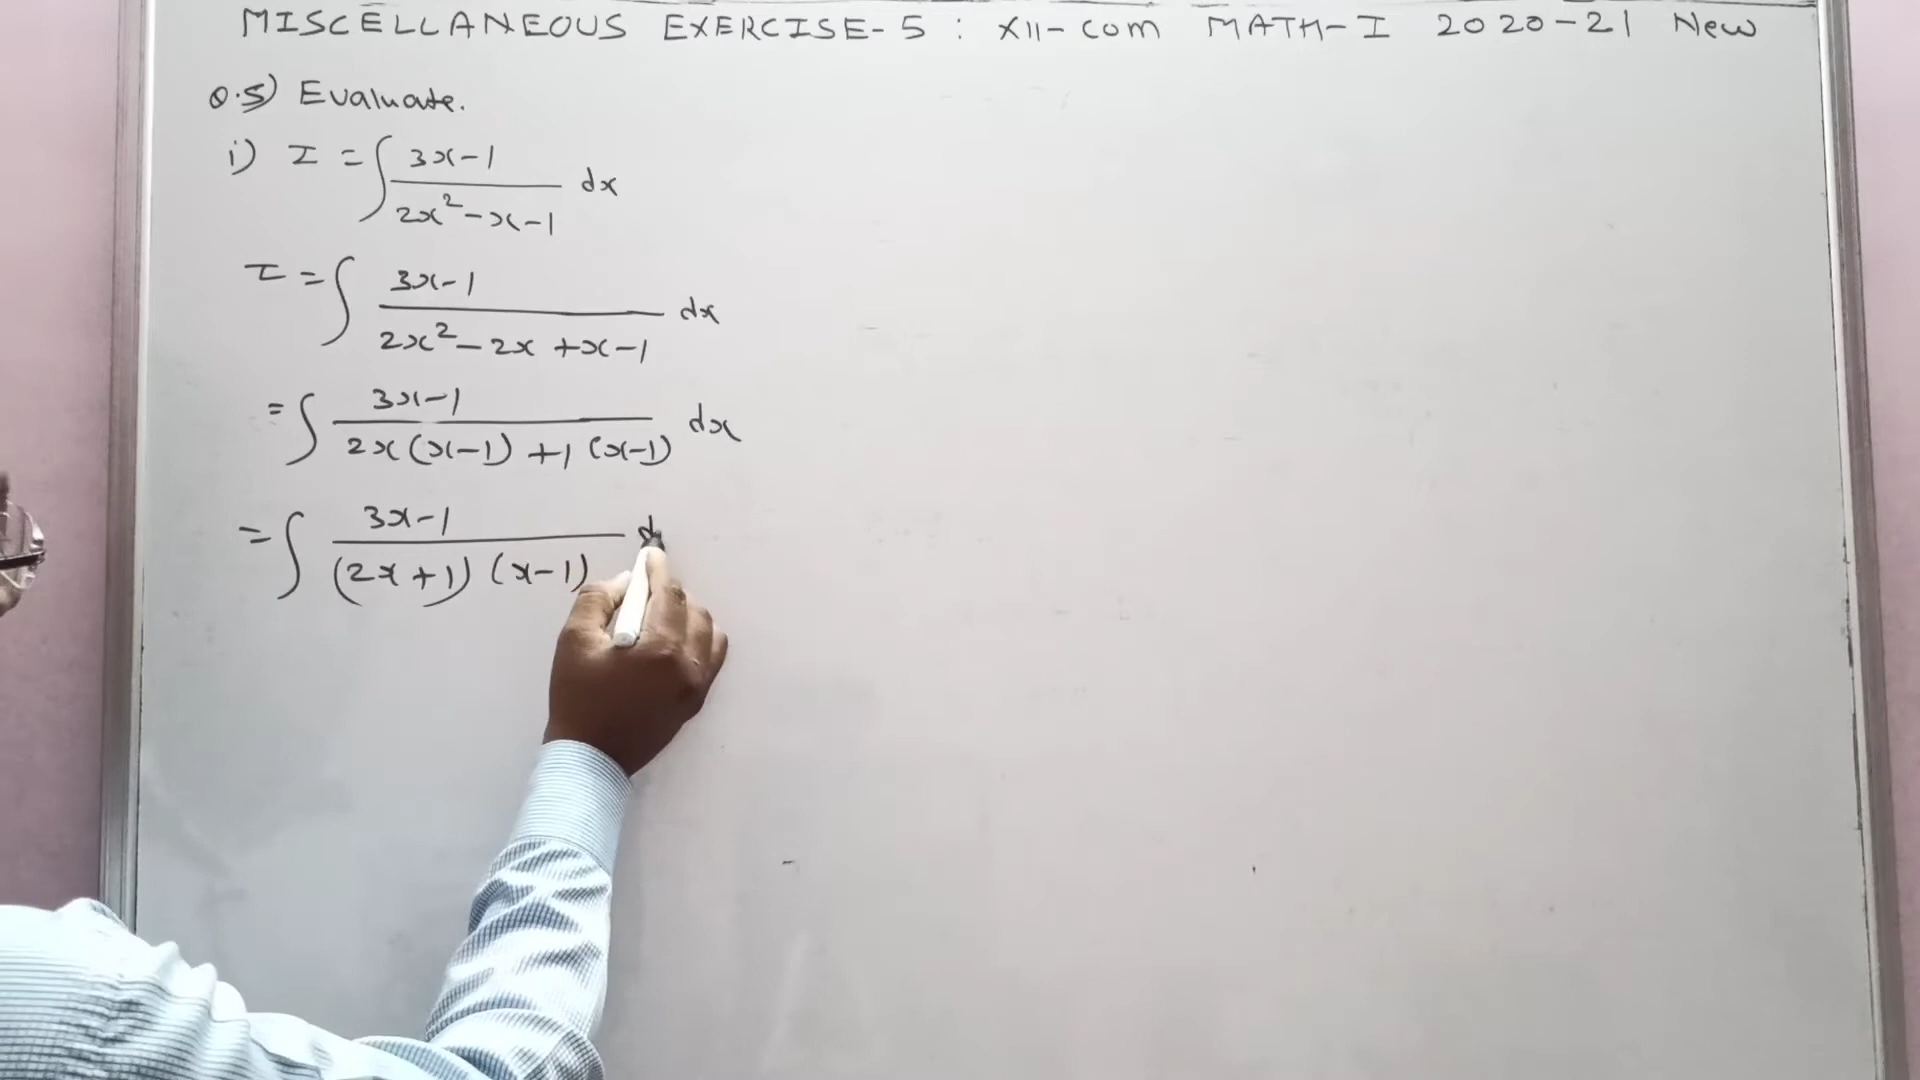 MISCELLANEOUS EXERCISE-5 : XII-COM MATH-I 2020-21 New
Q.5) Evaluate.
i) I = ∫ (3x-1)/(2x²-x-1) dx
I = ∫ (3x-1)/(2x²-2x+x-1) dx
= ∫ (3x-1)/(2x(x-1)+1(x-1)) dx
= ∫ (3x-1)/((2x+1)(x-1)) d